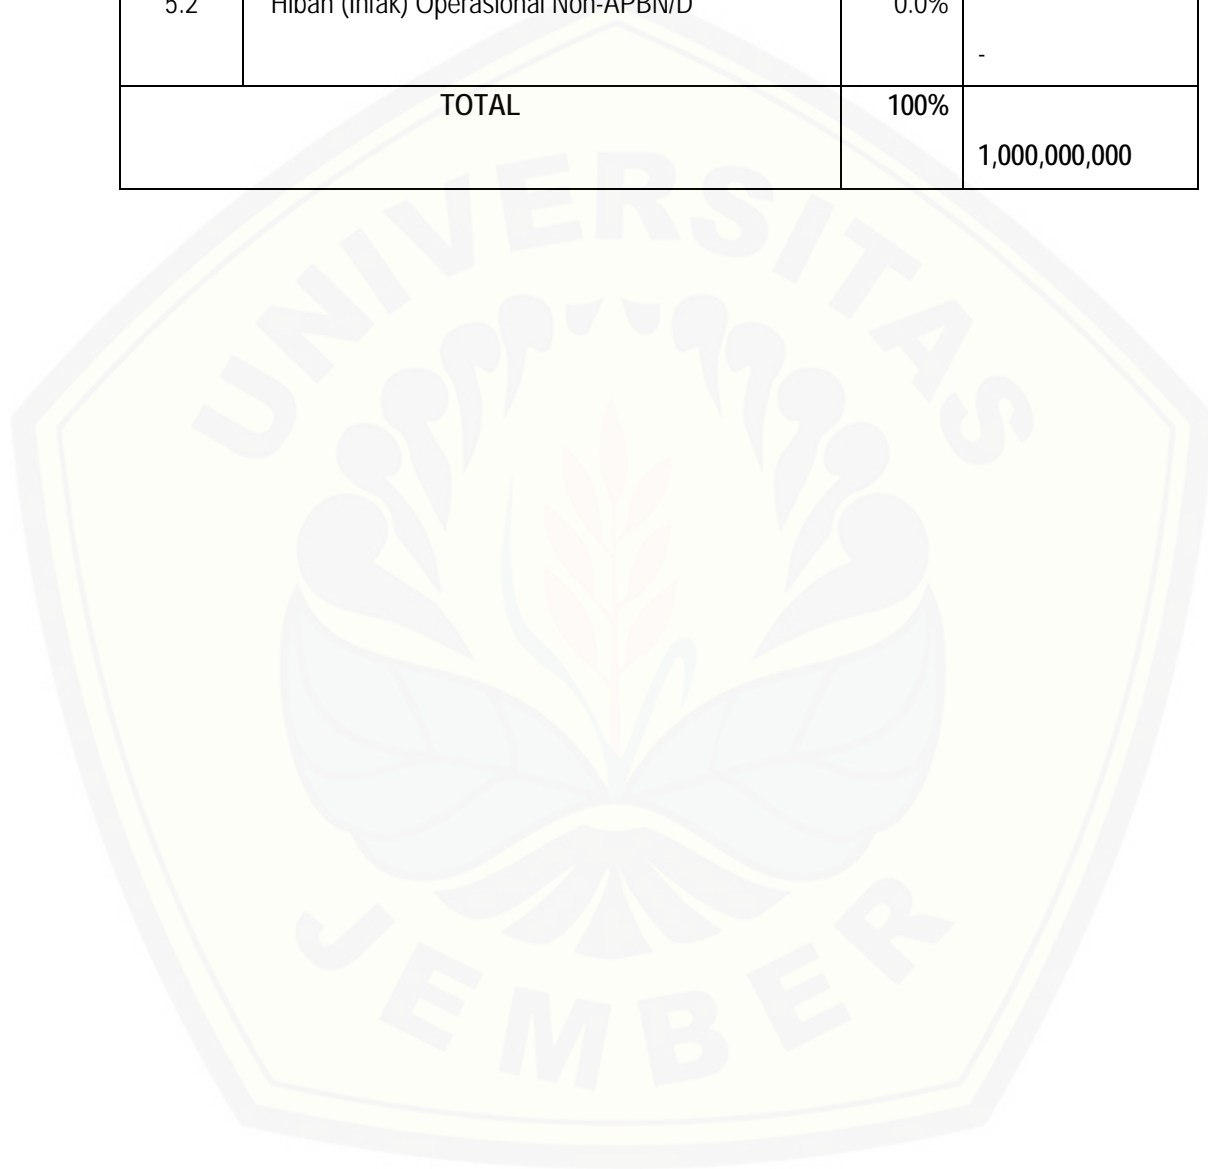 5.2 Hibah (Infak) Operasional Non-APBN/D 0.0%
-
TOTAL 100%
1,000,000,000
UNIVERSITAS
JEMBER